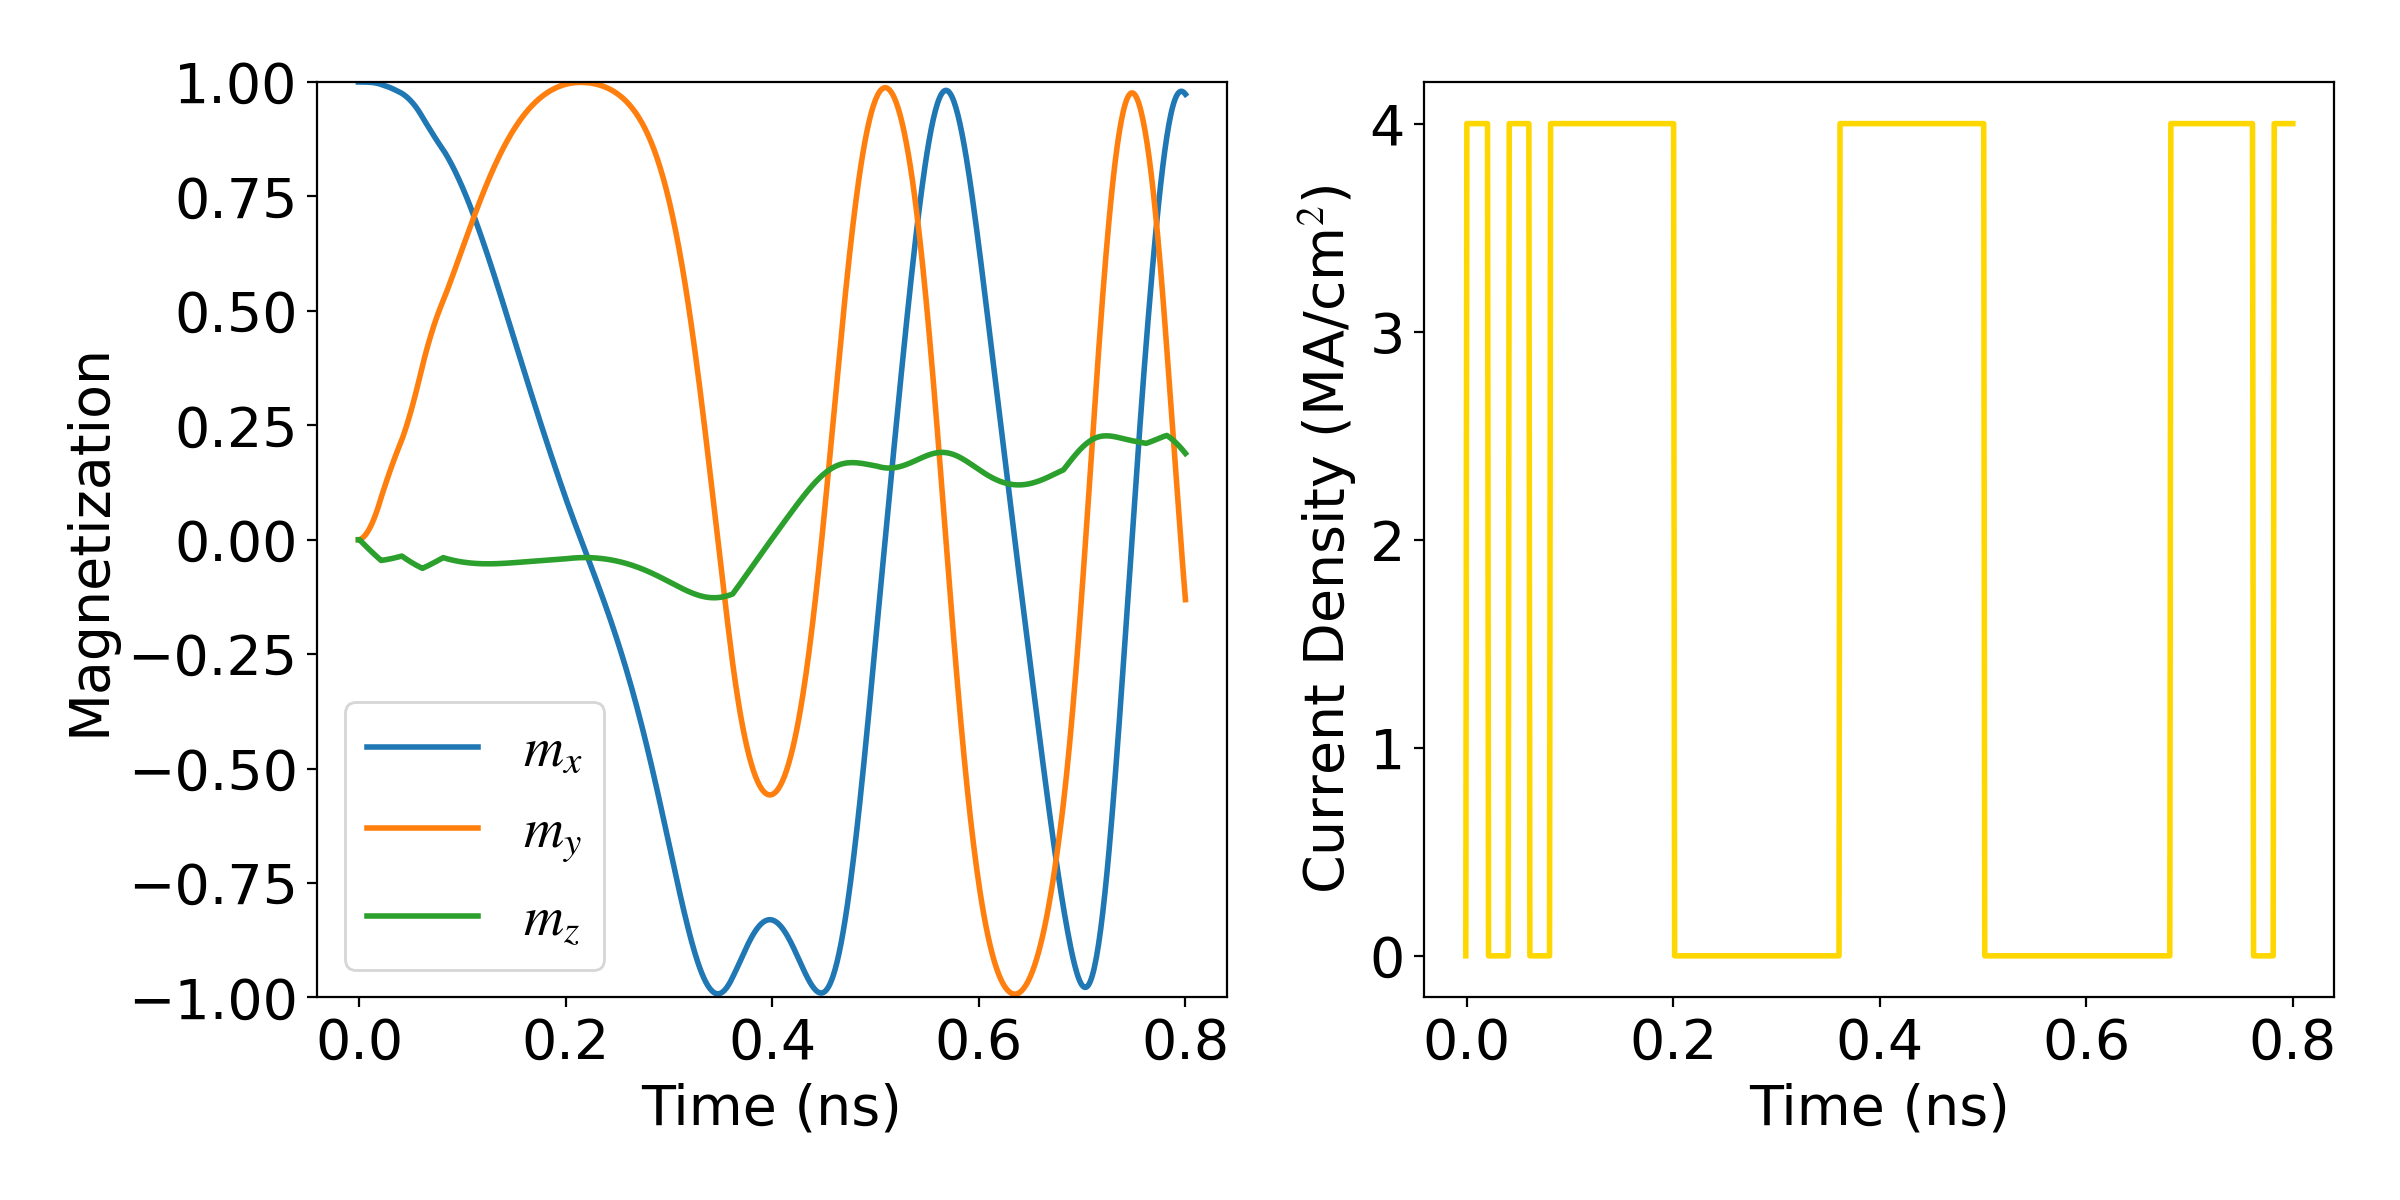 Magnetization
1.00
0.75
0.50
0.25
0.00
−0.25
−0.50
−0.75
−1.00
m_x
m_y
m_z
0.0 0.2 0.4 0.6 0.8
Time (ns)
Current Density (MA/cm²)
4
3
2
1
0
0.0 0.2 0.4 0.6 0.8
Time (ns)